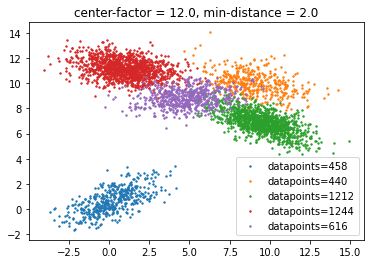 center-factor = 12.0, min-distance = 2.0
14
12
10
8
6
4
2
0
−2
−2.5 0.0 2.5 5.0 7.5 10.0 12.5 15.0
datapoints=458
datapoints=440
datapoints=1212
datapoints=1244
datapoints=616